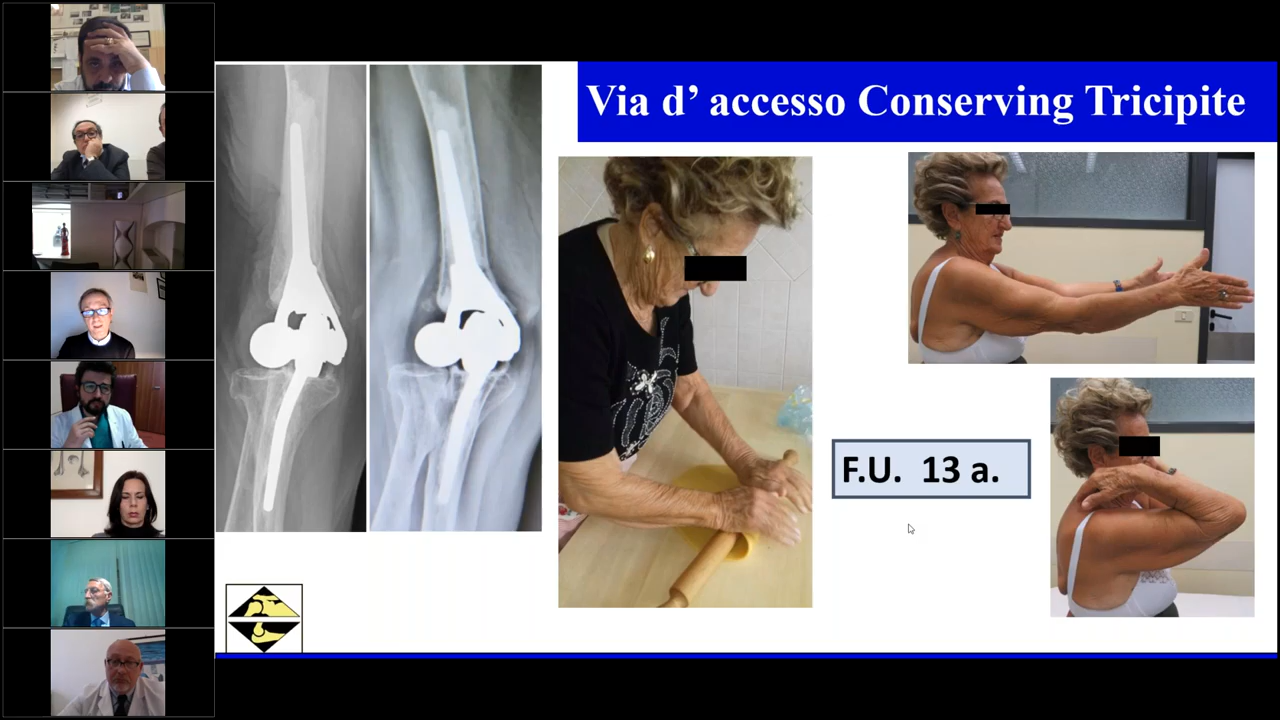 Via d’ accesso Conserving Tricipite
F.U. 13 a.